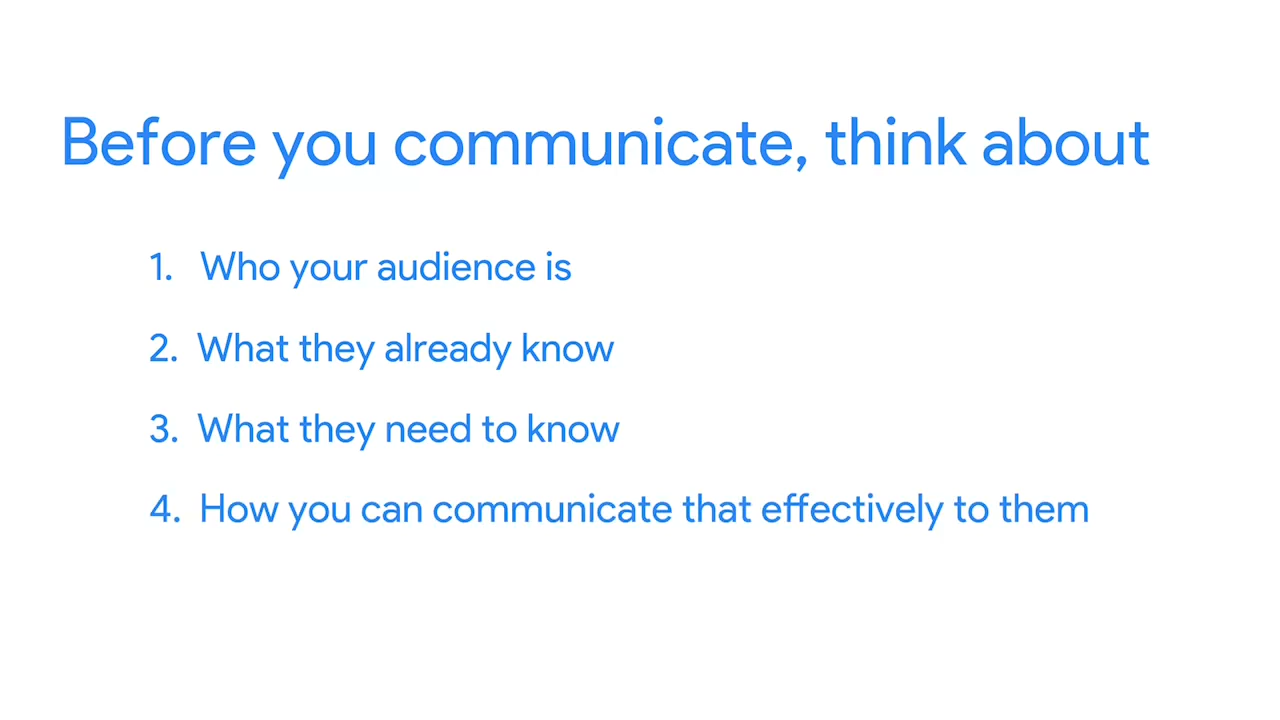 Before you communicate, think about
1. Who your audience is
2. What they already know
3. What they need to know
4. How you can communicate that effectively to them